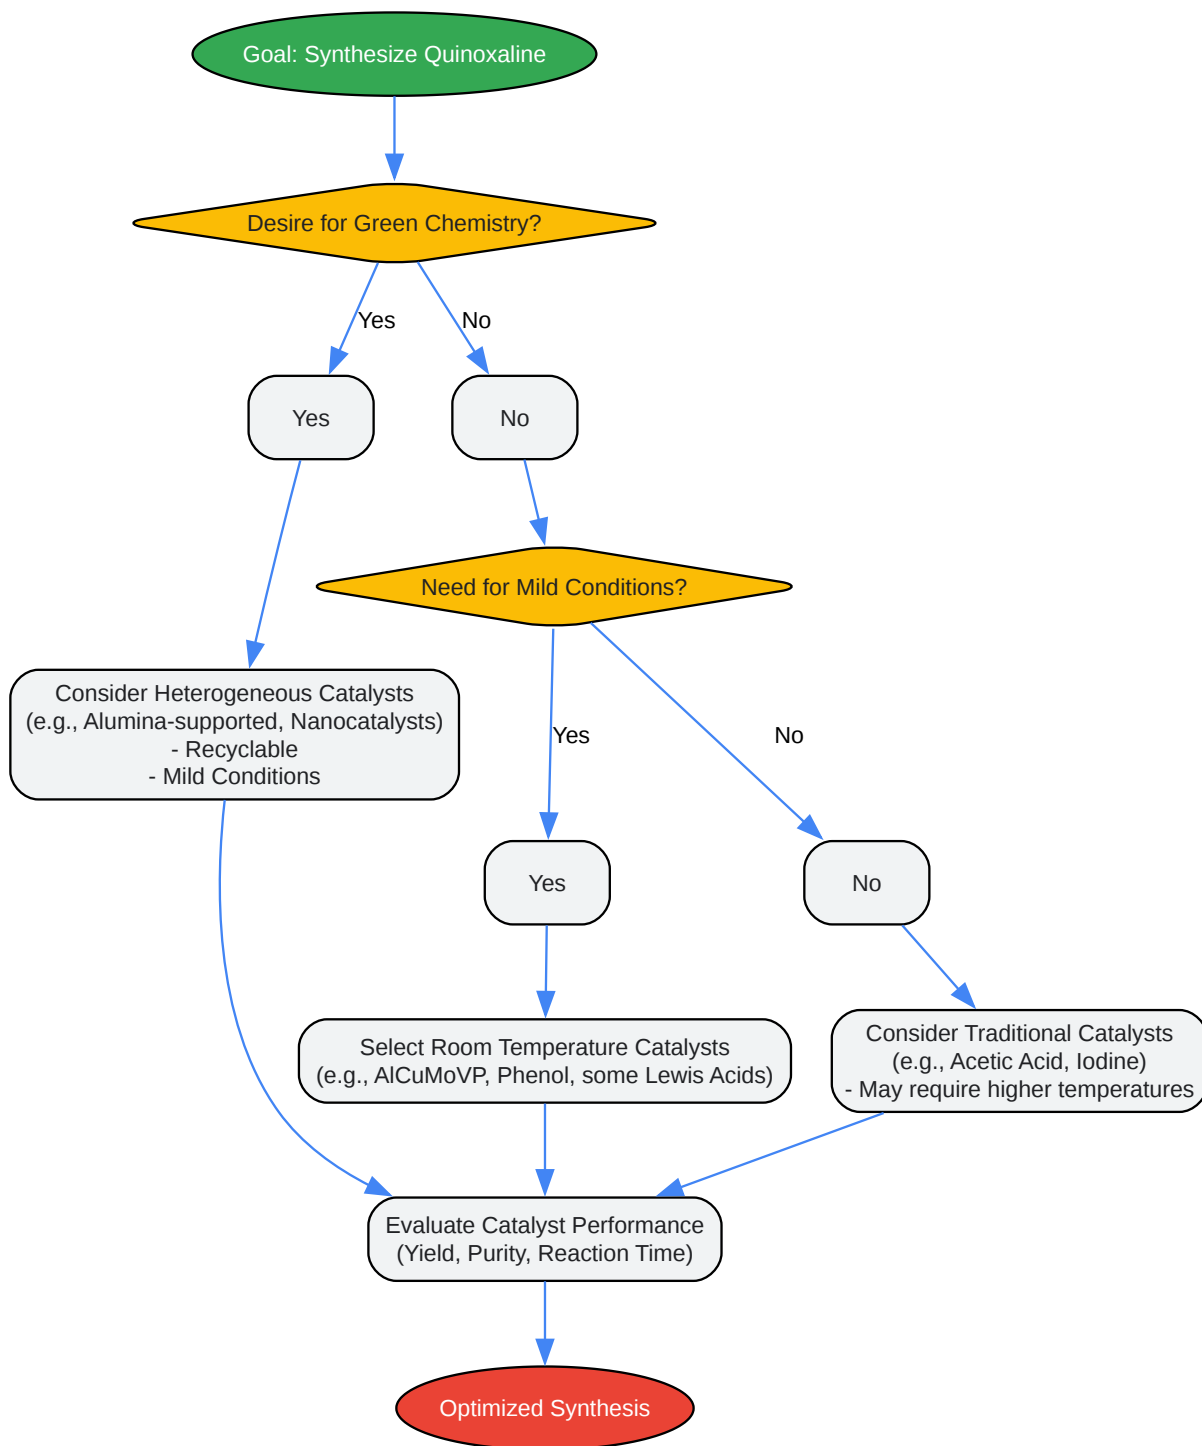 Goal: Synthesize Quinoxaline
Desire for Green Chemistry?
Yes
No
Yes
No
Need for Mild Conditions?
Consider Heterogeneous Catalysts
(e.g., Alumina-supported, Nanocatalysts)
- Recyclable
- Mild Conditions
Yes
No
Yes
No
Select Room Temperature Catalysts
(e.g., AlCuMoVP, Phenol, some Lewis Acids)
Consider Traditional Catalysts
(e.g., Acetic Acid, Iodine)
- May require higher temperatures
Evaluate Catalyst Performance
(Yield, Purity, Reaction Time)
Optimized Synthesis